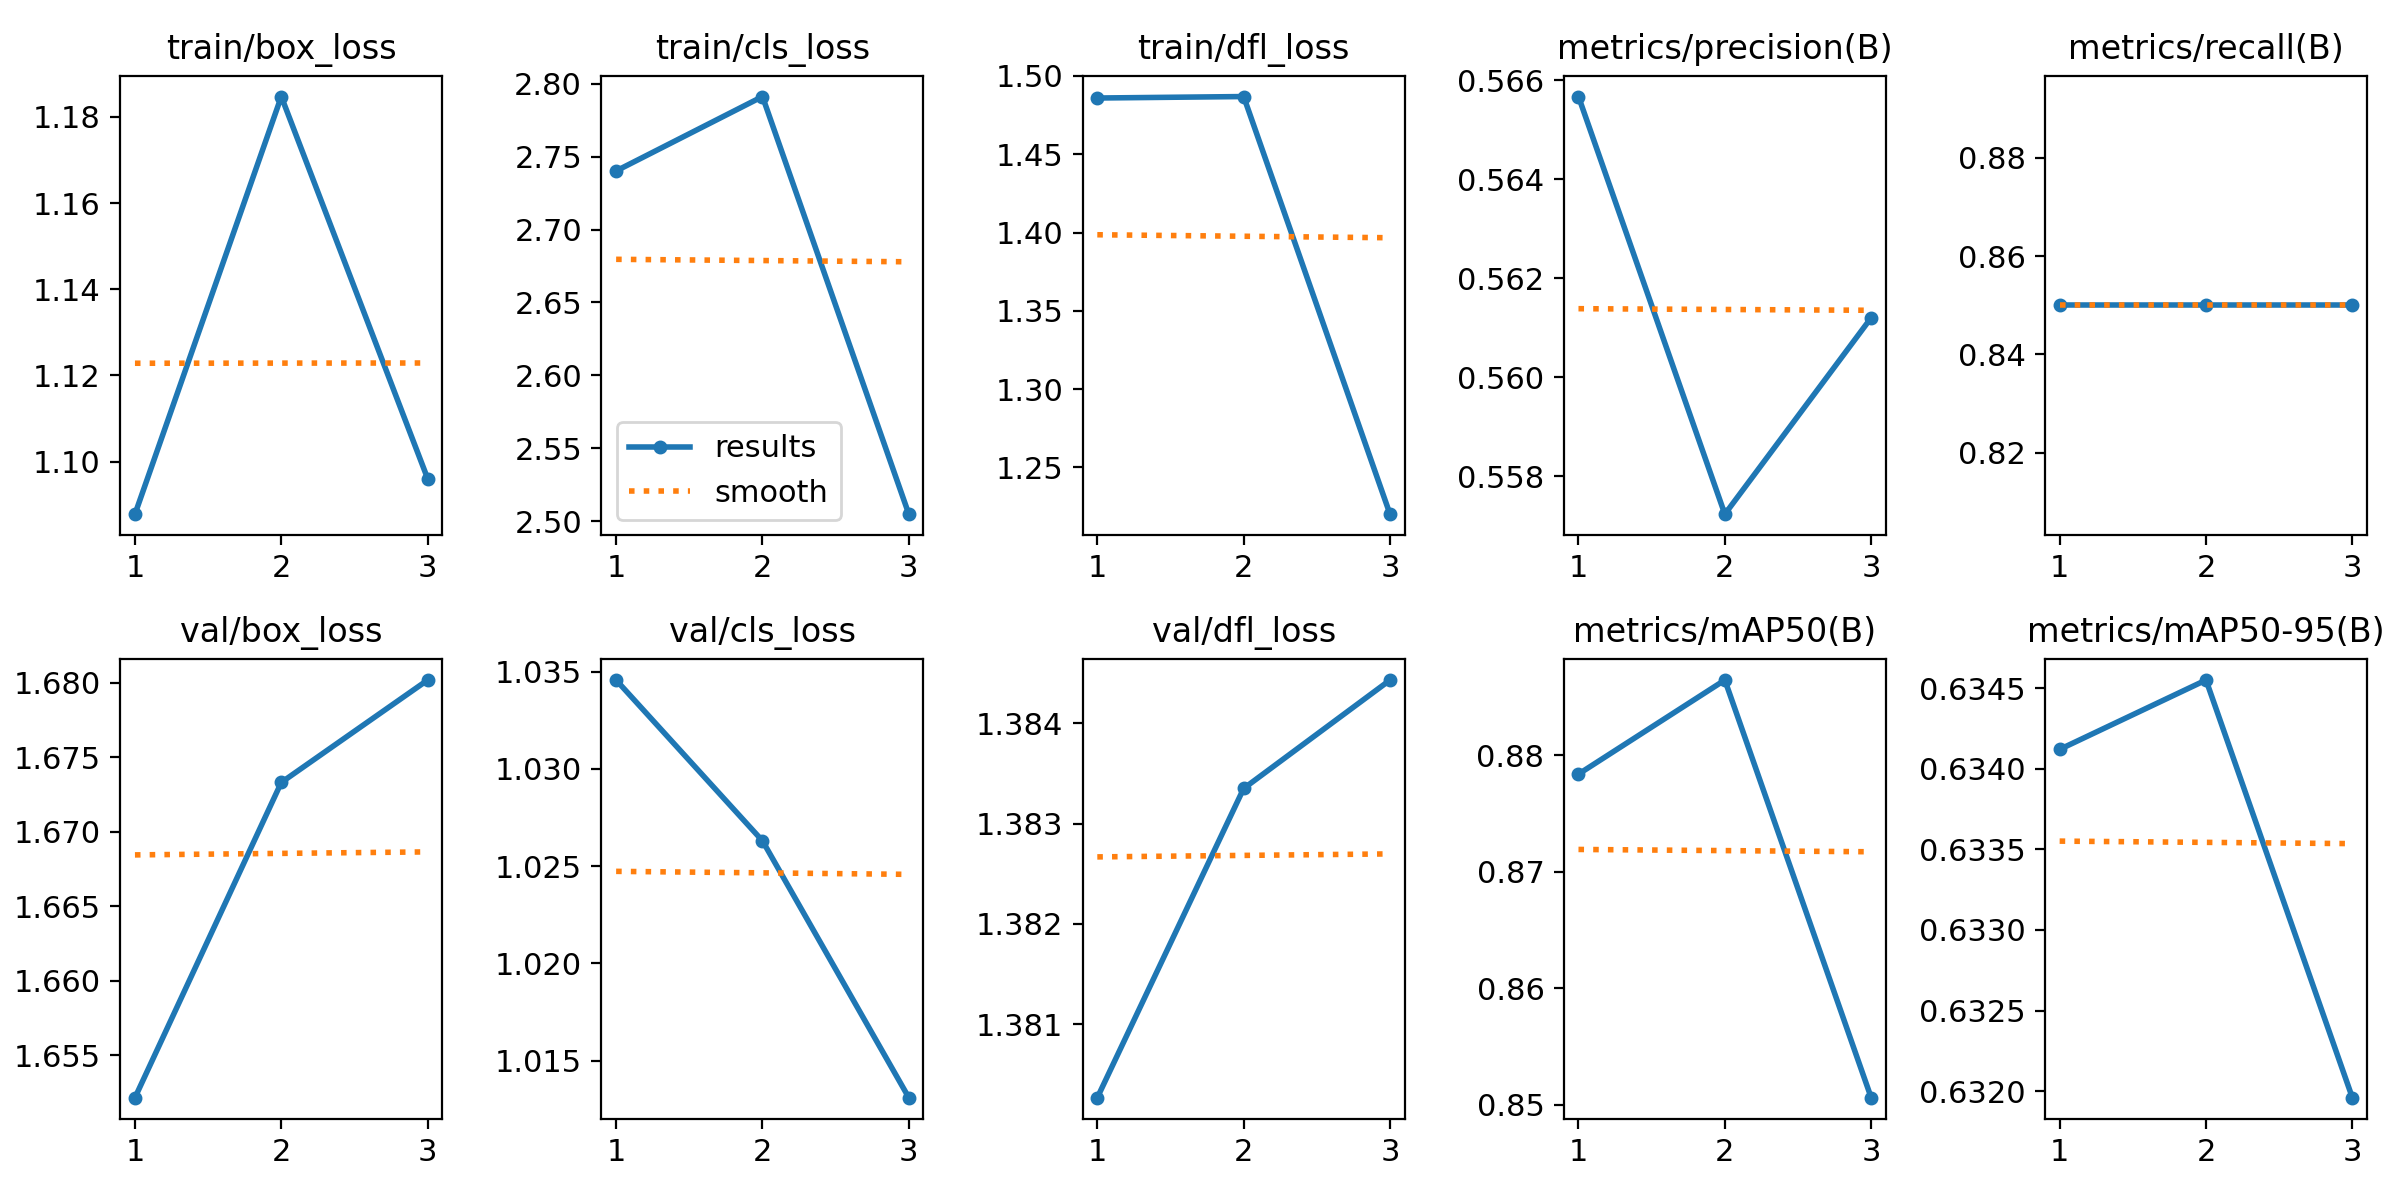 train/box_loss
1.18
1.16
1.14
1.12
1.10
1 2 3
train/cls_loss
2.80
2.75
2.70
2.65
2.60
2.55
2.50
results
smooth
1 2 3
train/dfl_loss
1.50
1.45
1.40
1.35
1.30
1.25
1 2 3
metrics/precision(B)
0.566
0.564
0.562
0.560
0.558
1 2 3
metrics/recall(B)
0.88
0.86
0.84
0.82
1 2 3
val/box_loss
1.680
1.675
1.670
1.665
1.660
1.655
1 2 3
val/cls_loss
1.035
1.030
1.025
1.020
1.015
1 2 3
val/dfl_loss
1.384
1.383
1.382
1.381
1 2 3
metrics/mAP50(B)
0.88
0.87
0.86
0.85
1 2 3
metrics/mAP50-95(B)
0.6345
0.6340
0.6335
0.6330
0.6325
0.6320
1 2 3